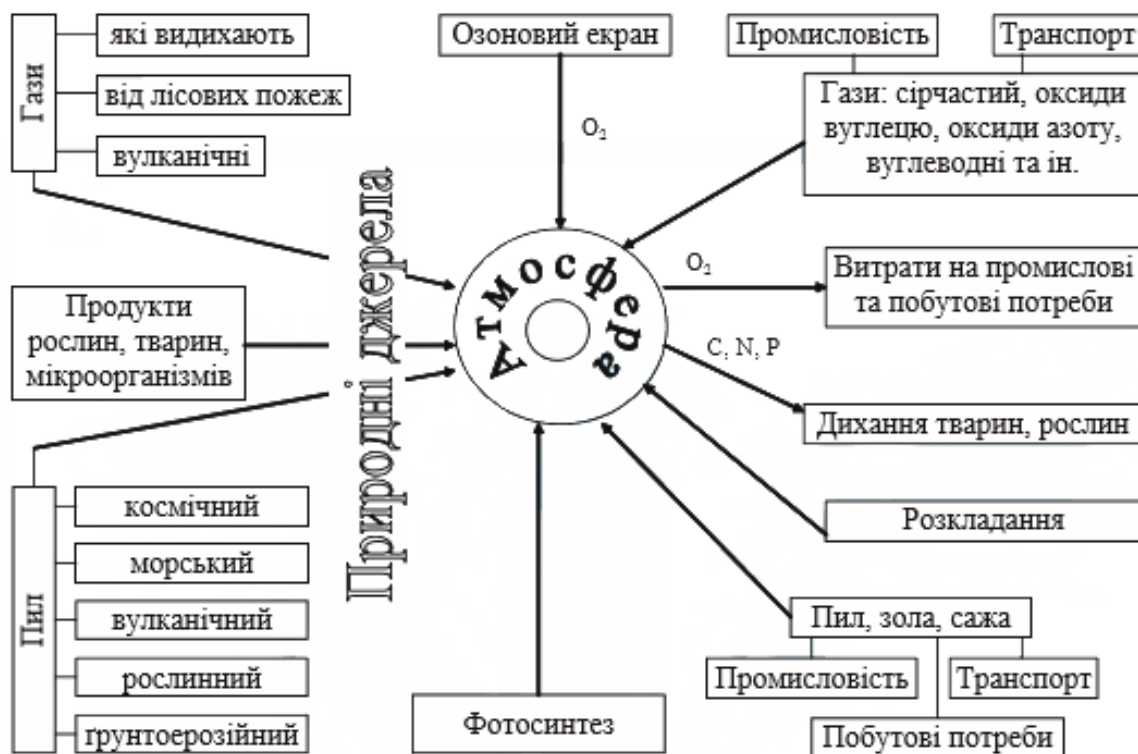 Гази
які видихають
від лісових пожеж
вулканічні
Продукти
рослин, тварин,
мікроорганізмів
Пил
космічний
морський
вулканічний
рослинний
ґрунтоерозійний
Природні джерела
Озоновий екран
O₂
Атмосфера
Фотосинтез
Промисловість
Транспорт
Гази: сірчастий, оксиди
вуглецю, оксиди азоту,
вуглеводні та ін.
O₂
Витрати на промислові
та побутові потреби
C, N, P
Дихання тварин, рослин
Розкладання
Пил, зола, сажа
Промисловість
Транспорт
Побутові потреби